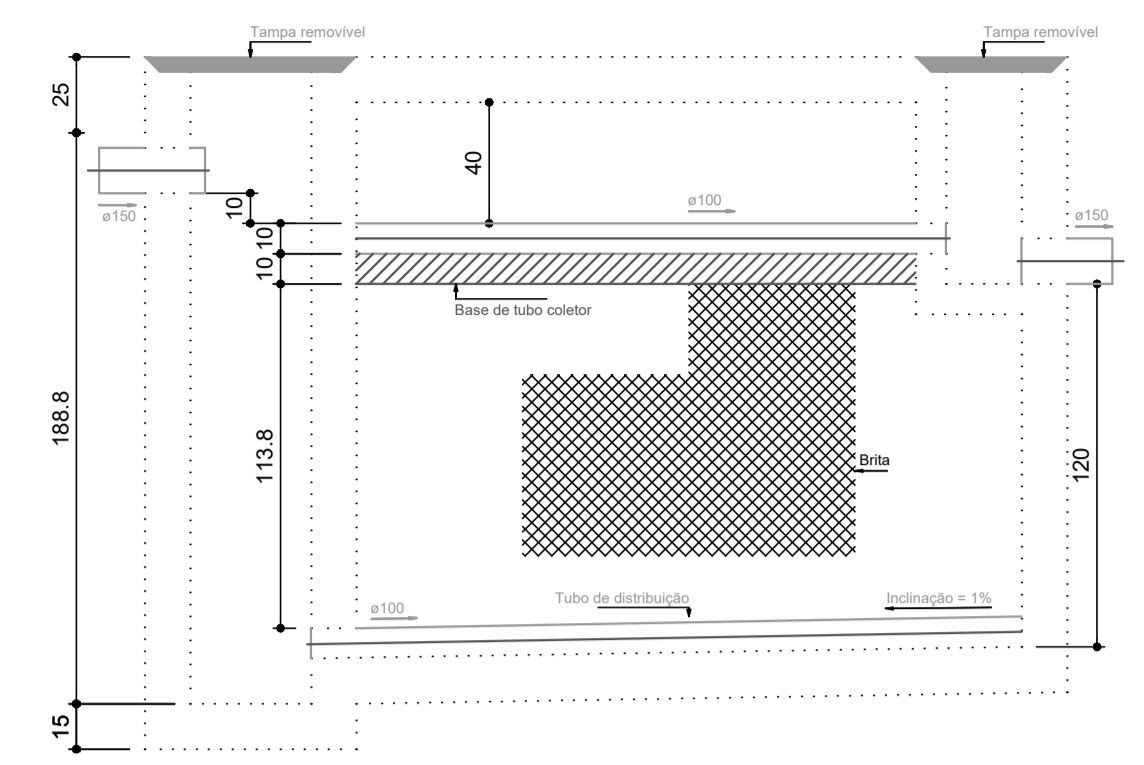 Tampa removível
Tampa removível
25
40
10
ø100
ø150
ø150
10
10
Base de tubo coletor
188.8
113.8
Brita
120
Tubo de distribuição
Inclinação = 1%
ø100
15